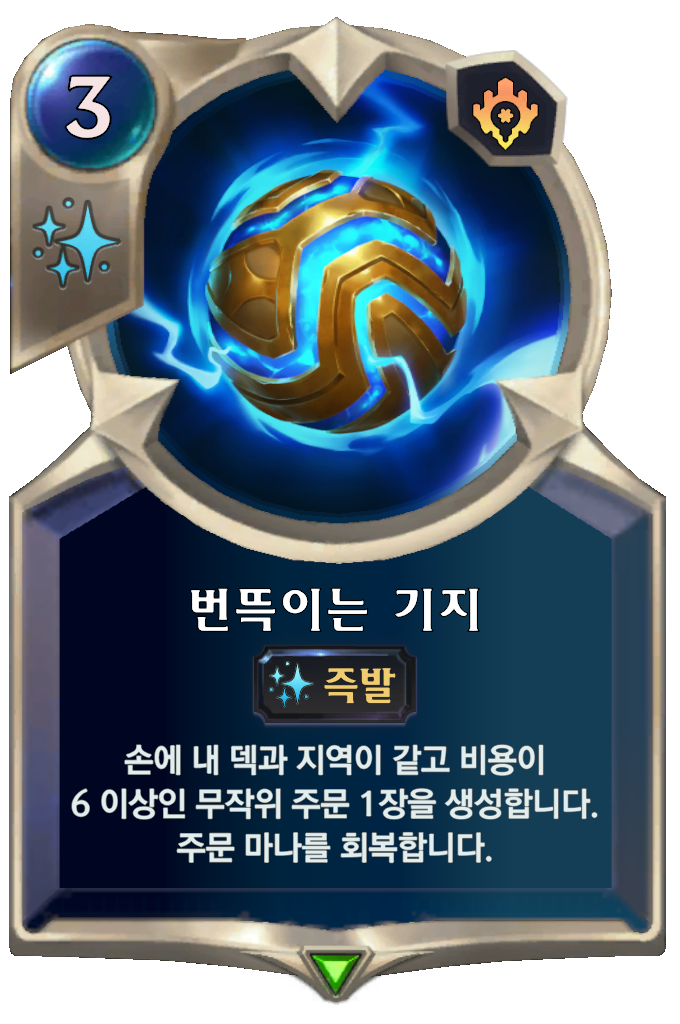 3
번뜩이는 기지
즉발
손에 내 덱과 지역이 같고 비용이
6 이상인 무작위 주문 1장을 생성합니다.
주문 마나를 회복합니다.